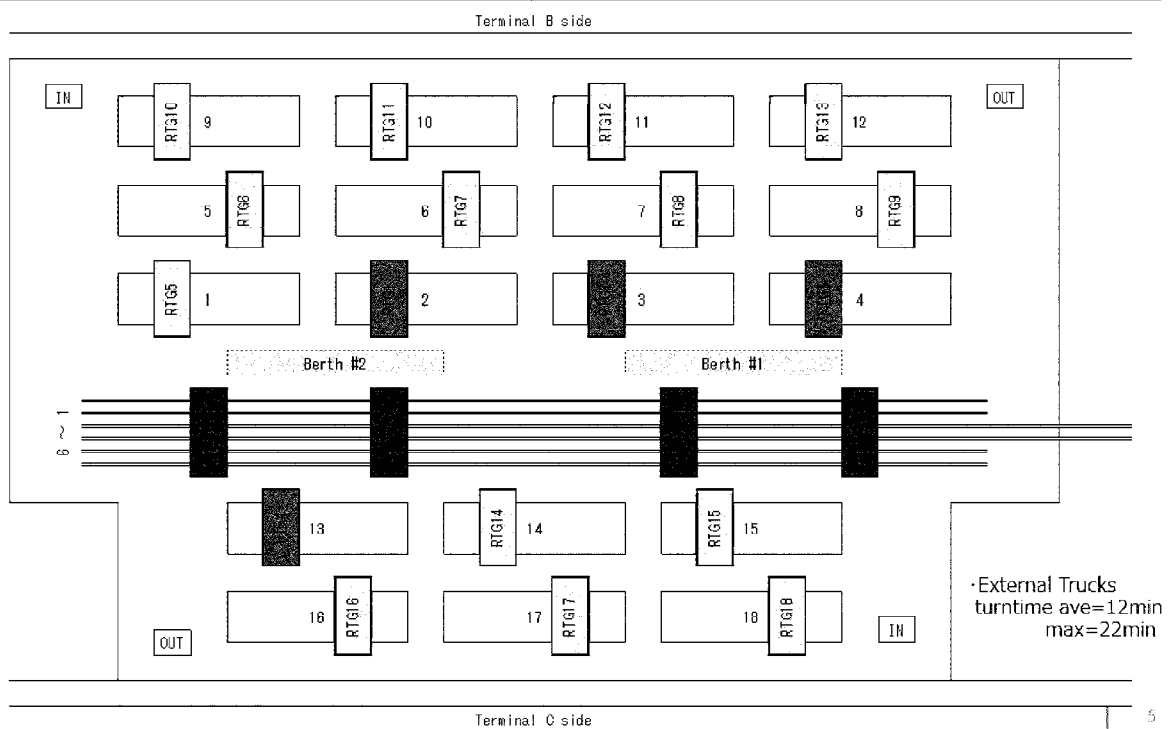 Terminal B side
IN
OUT
RTG10
9
RTG11
10
RTG12
11
RTG13
12
5
RTG6
6
RTG7
7
RTG8
8
RTG9
RTG5
1
2
3
4
Berth #2
Berth #1
1
~
6
13
RTG14
14
RTG15
15
16
RTG16
17
RTG17
18
RTG18
OUT
IN
·External Trucks
turntime ave=12min
max=22min
Terminal C side
5